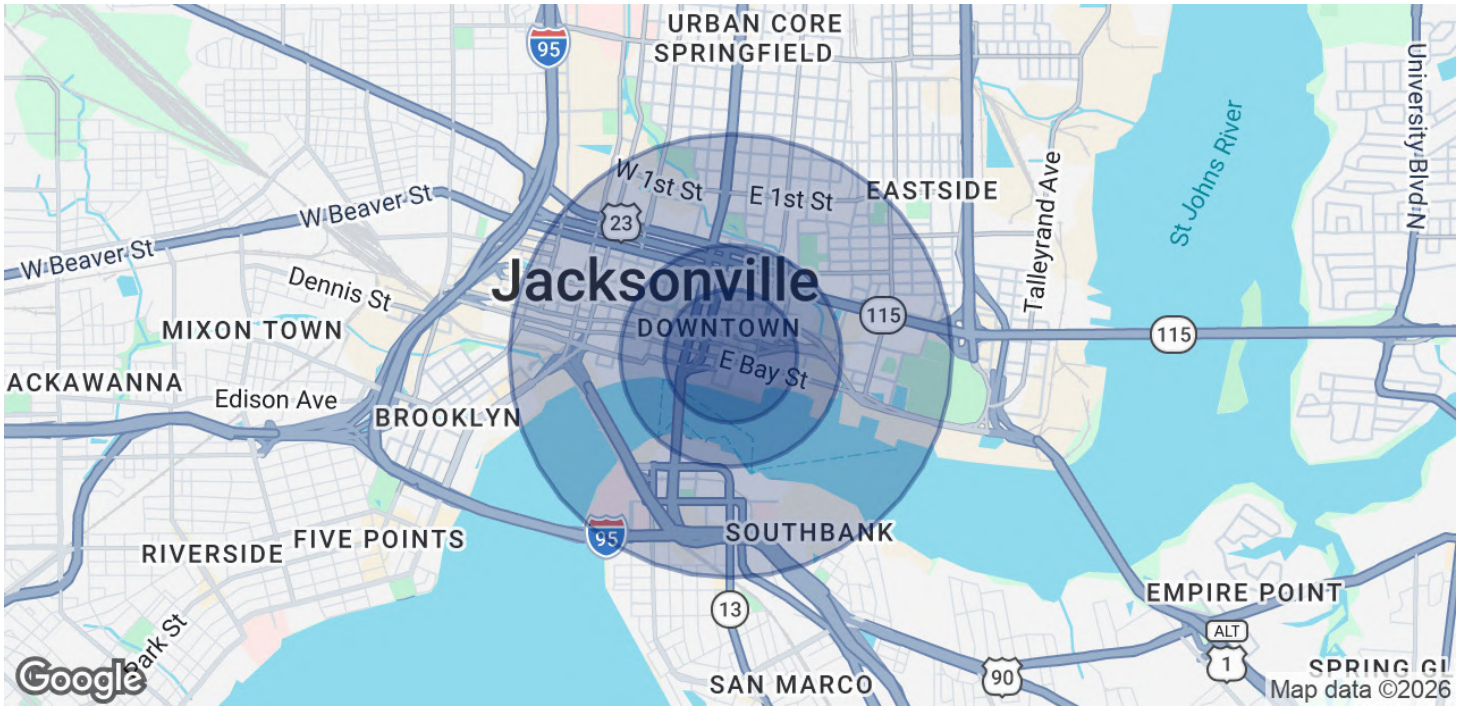 URBAN CORE
SPRINGFIELD
95
University Blvd N
St Johns River
Talleyrand Ave
W 1st St
E 1st St
EASTSIDE
23
W Beaver St
W Beaver St
Jacksonville
Dennis St
115
DOWNTOWN
MIXON TOWN
115
E Bay St
ACKAWANNA
Edison Ave
BROOKLYN
95
SOUTHBANK
FIVE POINTS
RIVERSIDE
EMPIRE POINT
13
ALT
1
Park St
SPRING GL
90
SAN MARCO
Google
Map data ©2026